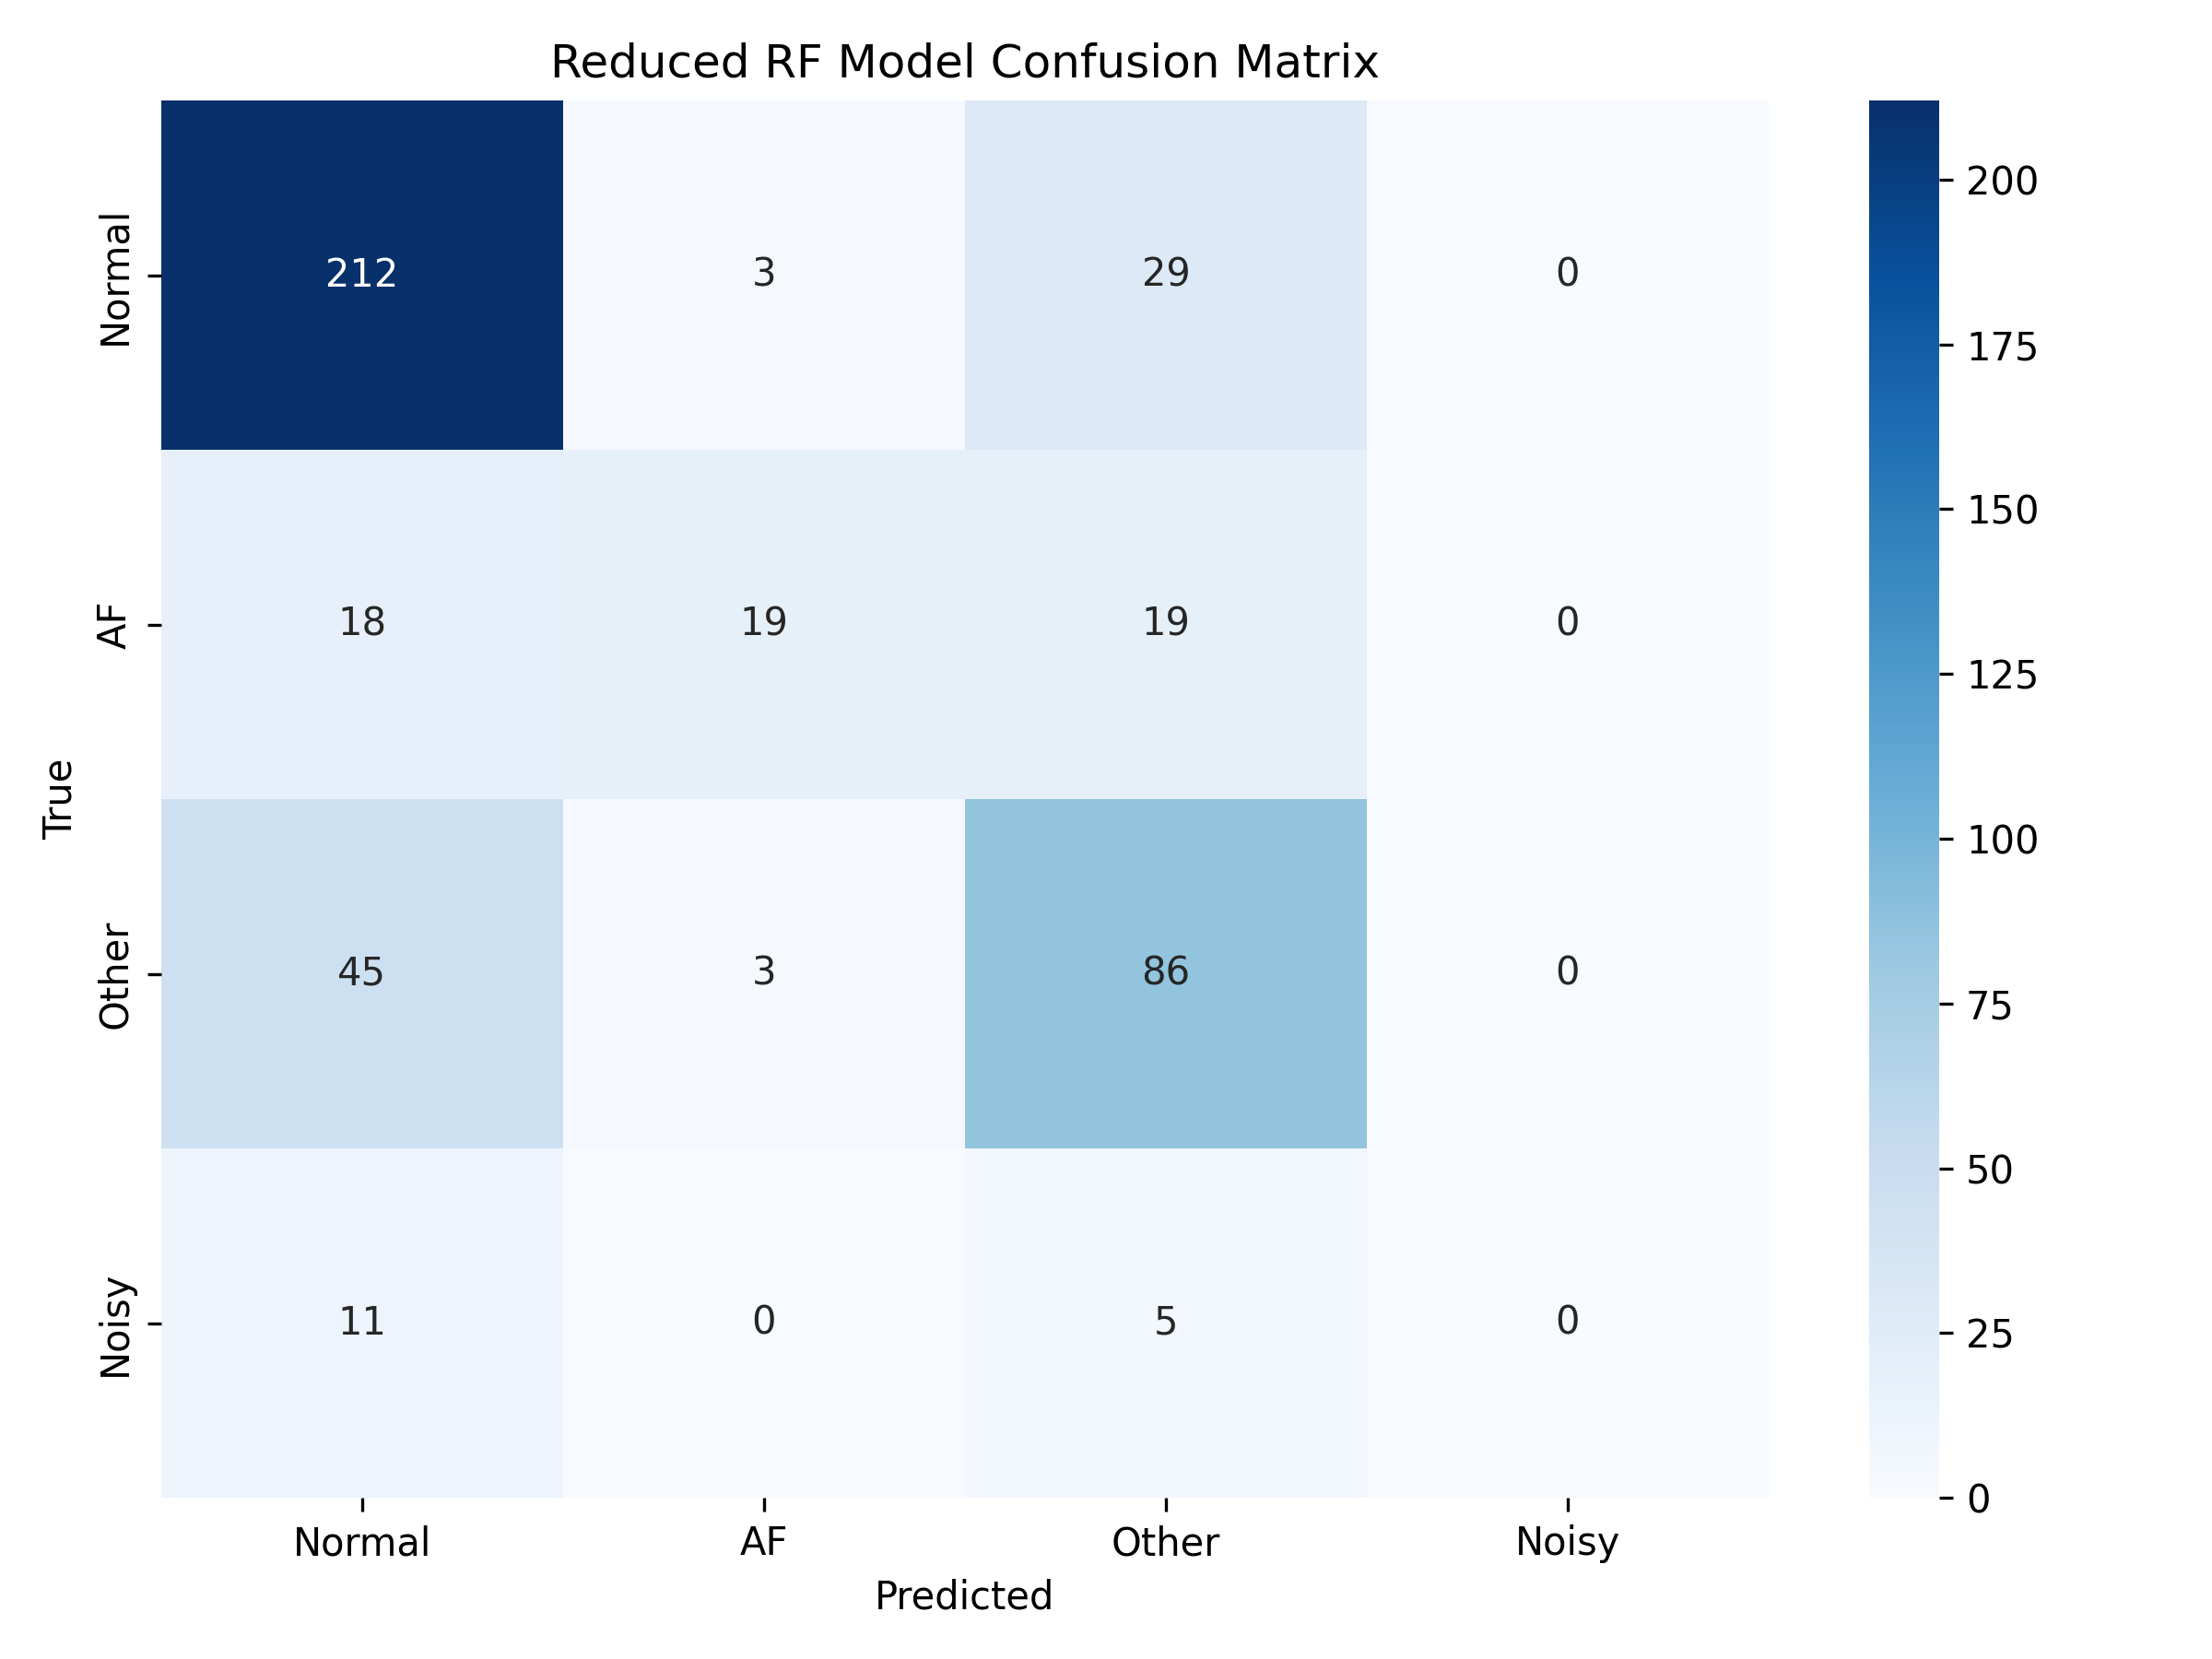 Reduced RF Model Confusion Matrix
Normal 212 3 29 0
AF 18 19 19 0
Other 45 3 86 0
Noisy 11 0 5 0
Normal AF Other Noisy
Predicted
True
200
175
150
125
100
75
50
25
0